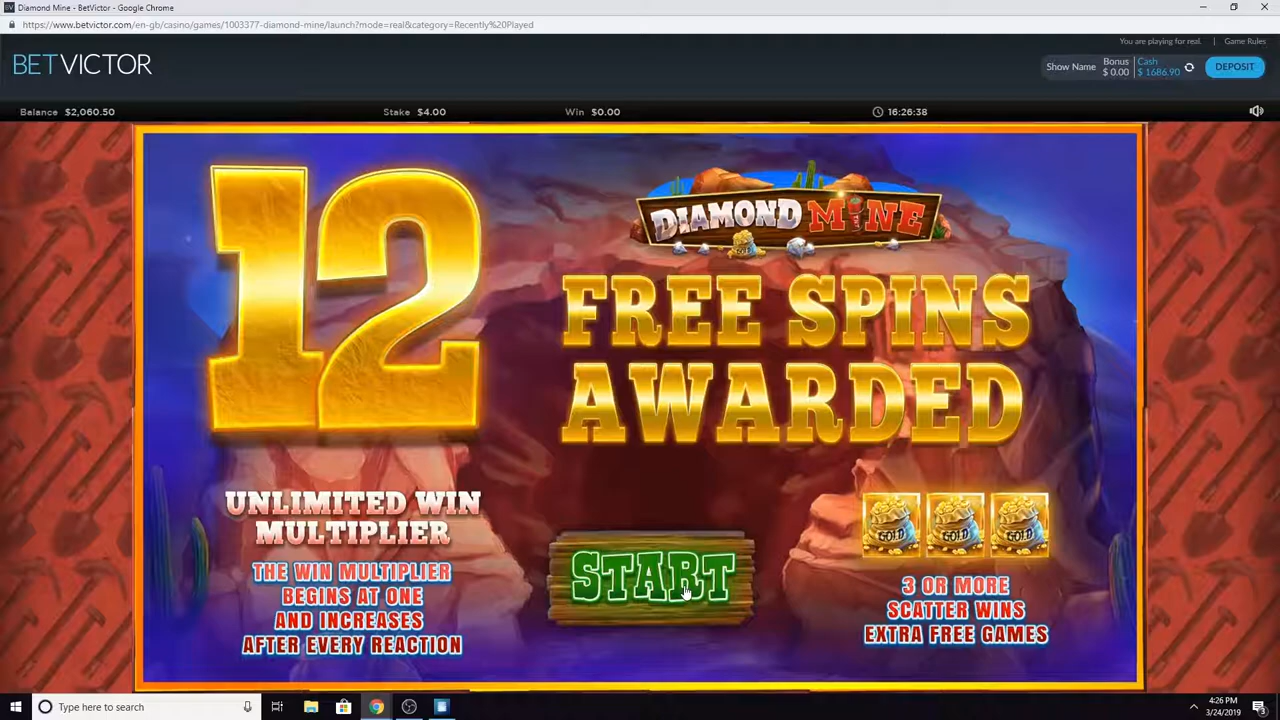 Diamond Mine - BetVictor - Google Chrome
https://www.betvictor.com/en-gb/casino/games/1003377-diamond-mine/launch?mode=real&category=Recently%20Played
You are playing for real. | Game Rules
BETVICTOR
Show Name
Bonus
$ 0.00
Cash
$ 1686.90
DEPOSIT
Balance $2,060.50
Stake $4.00
Win $0.00
16:26:38
12
DIAMOND MINE
FREE SPINS
AWARDED
UNLIMITED WIN
MULTIPLIER
THE WIN MULTIPLIER
BEGINS AT ONE
AND INCREASES
AFTER EVERY REACTION
START
GOLD GOLD GOLD
3 OR MORE
SCATTER WINS
EXTRA FREE GAMES
Type here to search
4:26 PM
3/24/2019